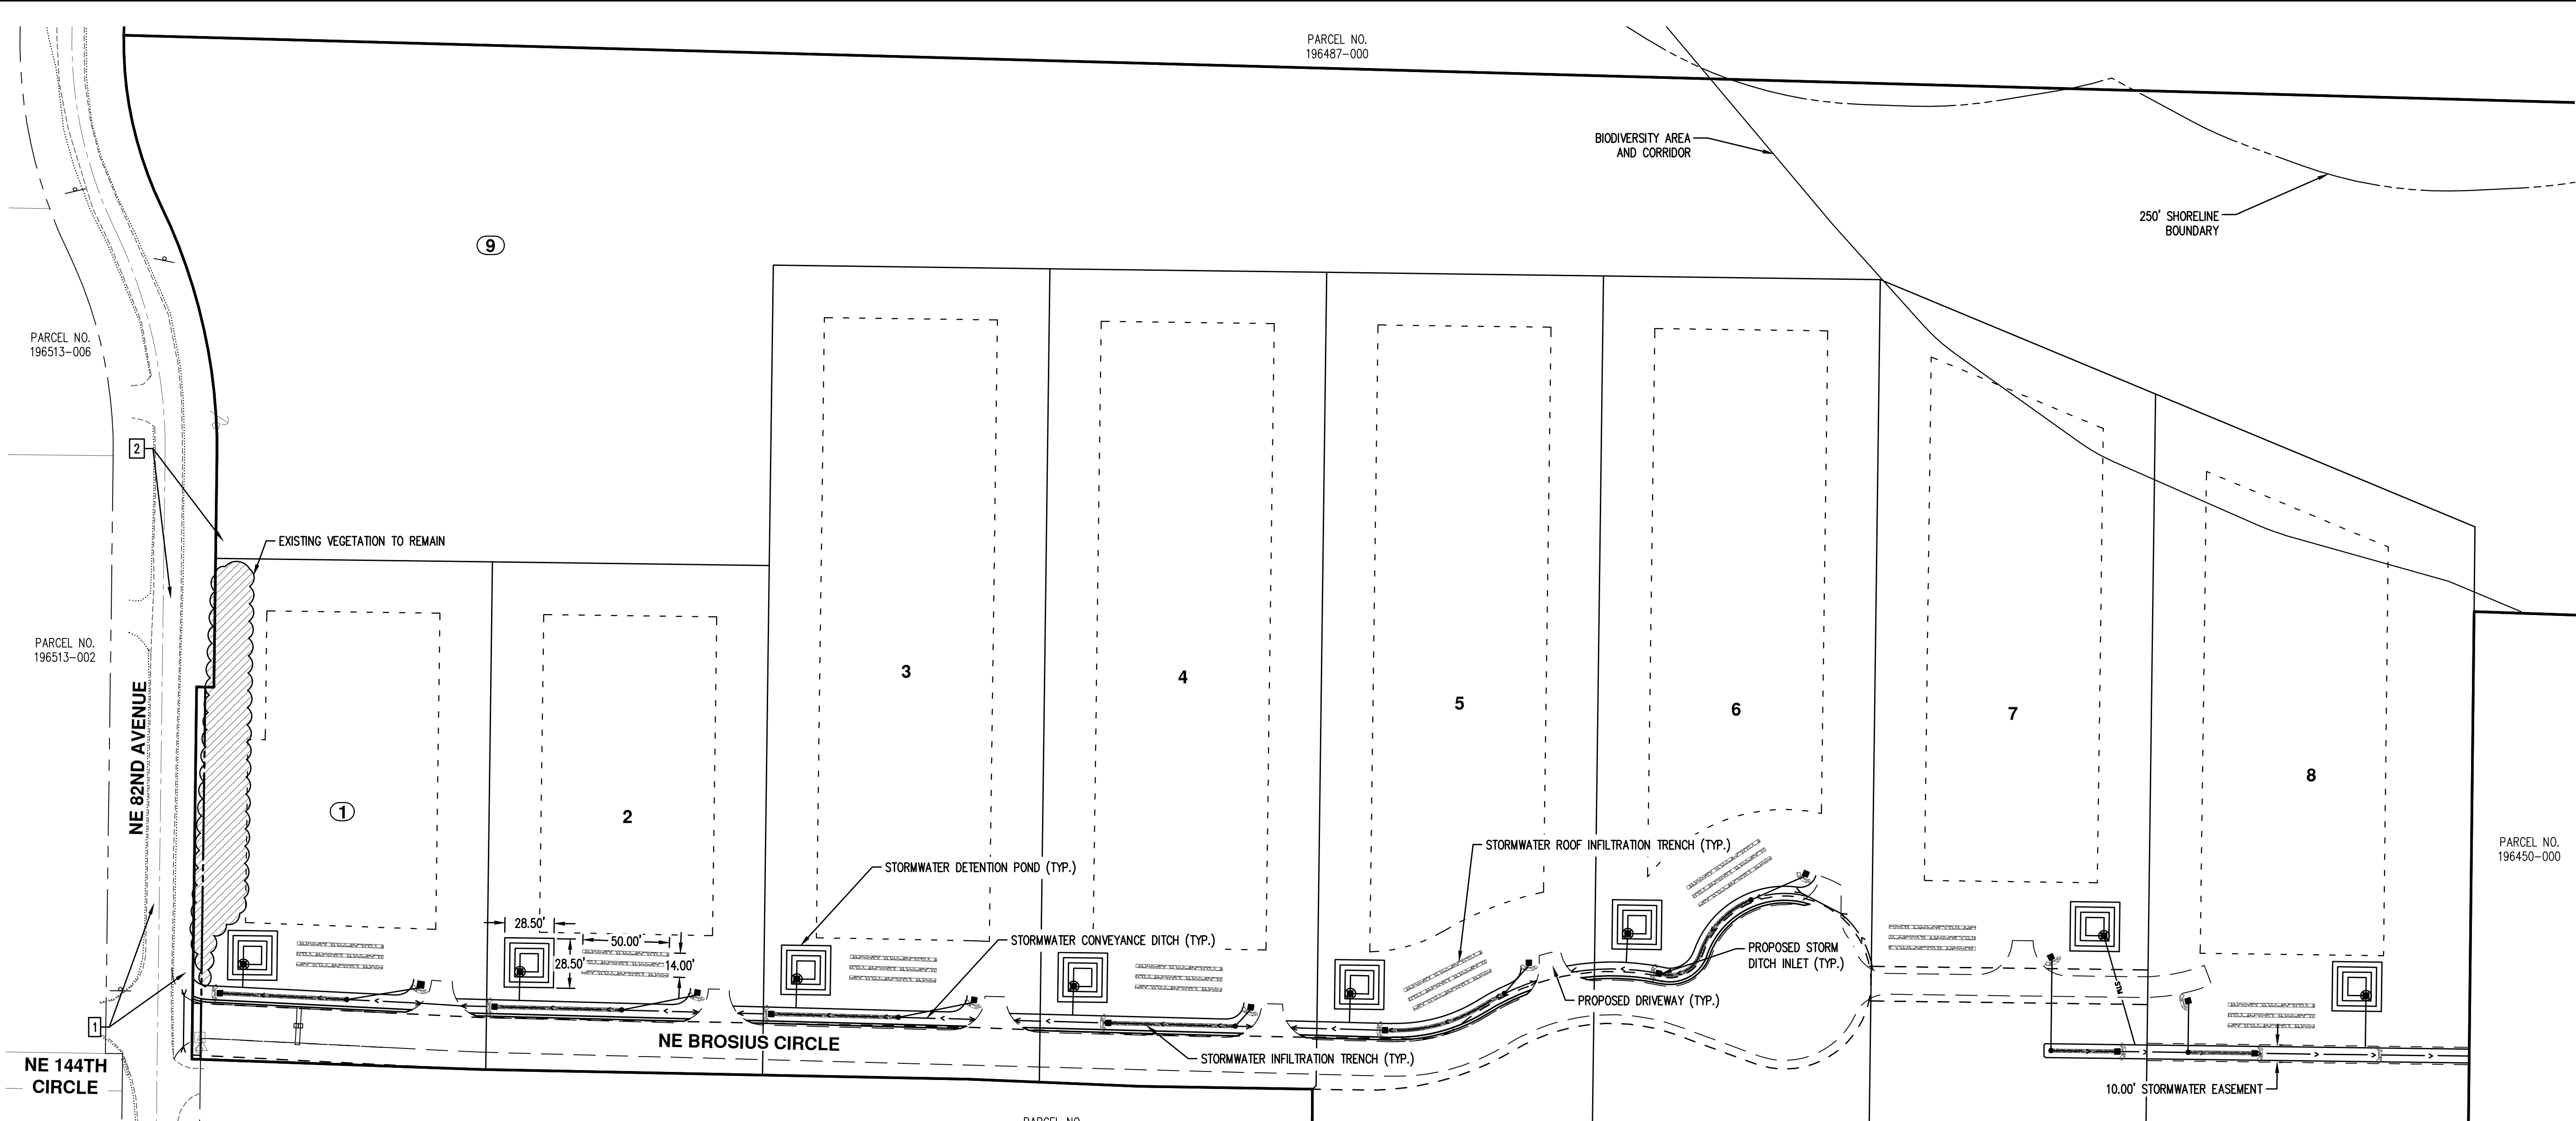 PARCEL NO.
196487-000
BIODIVERSITY AREA
AND CORRIDOR
250' SHORELINE
BOUNDARY
9
PARCEL NO.
196513-006
2
EXISTING VEGETATION TO REMAIN
PARCEL NO.
196513-002
NE 82ND AVENUE
1
2
3
4
5
6
7
8
PARCEL NO.
196450-000
STORMWATER DETENTION POND (TYP.)
STORMWATER ROOF INFILTRATION TRENCH (TYP.)
28.50'
50.00'
28.50'
14.00'
STORMWATER CONVEYANCE DITCH (TYP.)
PROPOSED STORM
DITCH INLET (TYP.)
PROPOSED DRIVEWAY (TYP.)
STM
1
NE BROSIUS CIRCLE
STORMWATER INFILTRATION TRENCH (TYP.)
NE 144TH
CIRCLE
10.00' STORMWATER EASEMENT
PARCEL NO.